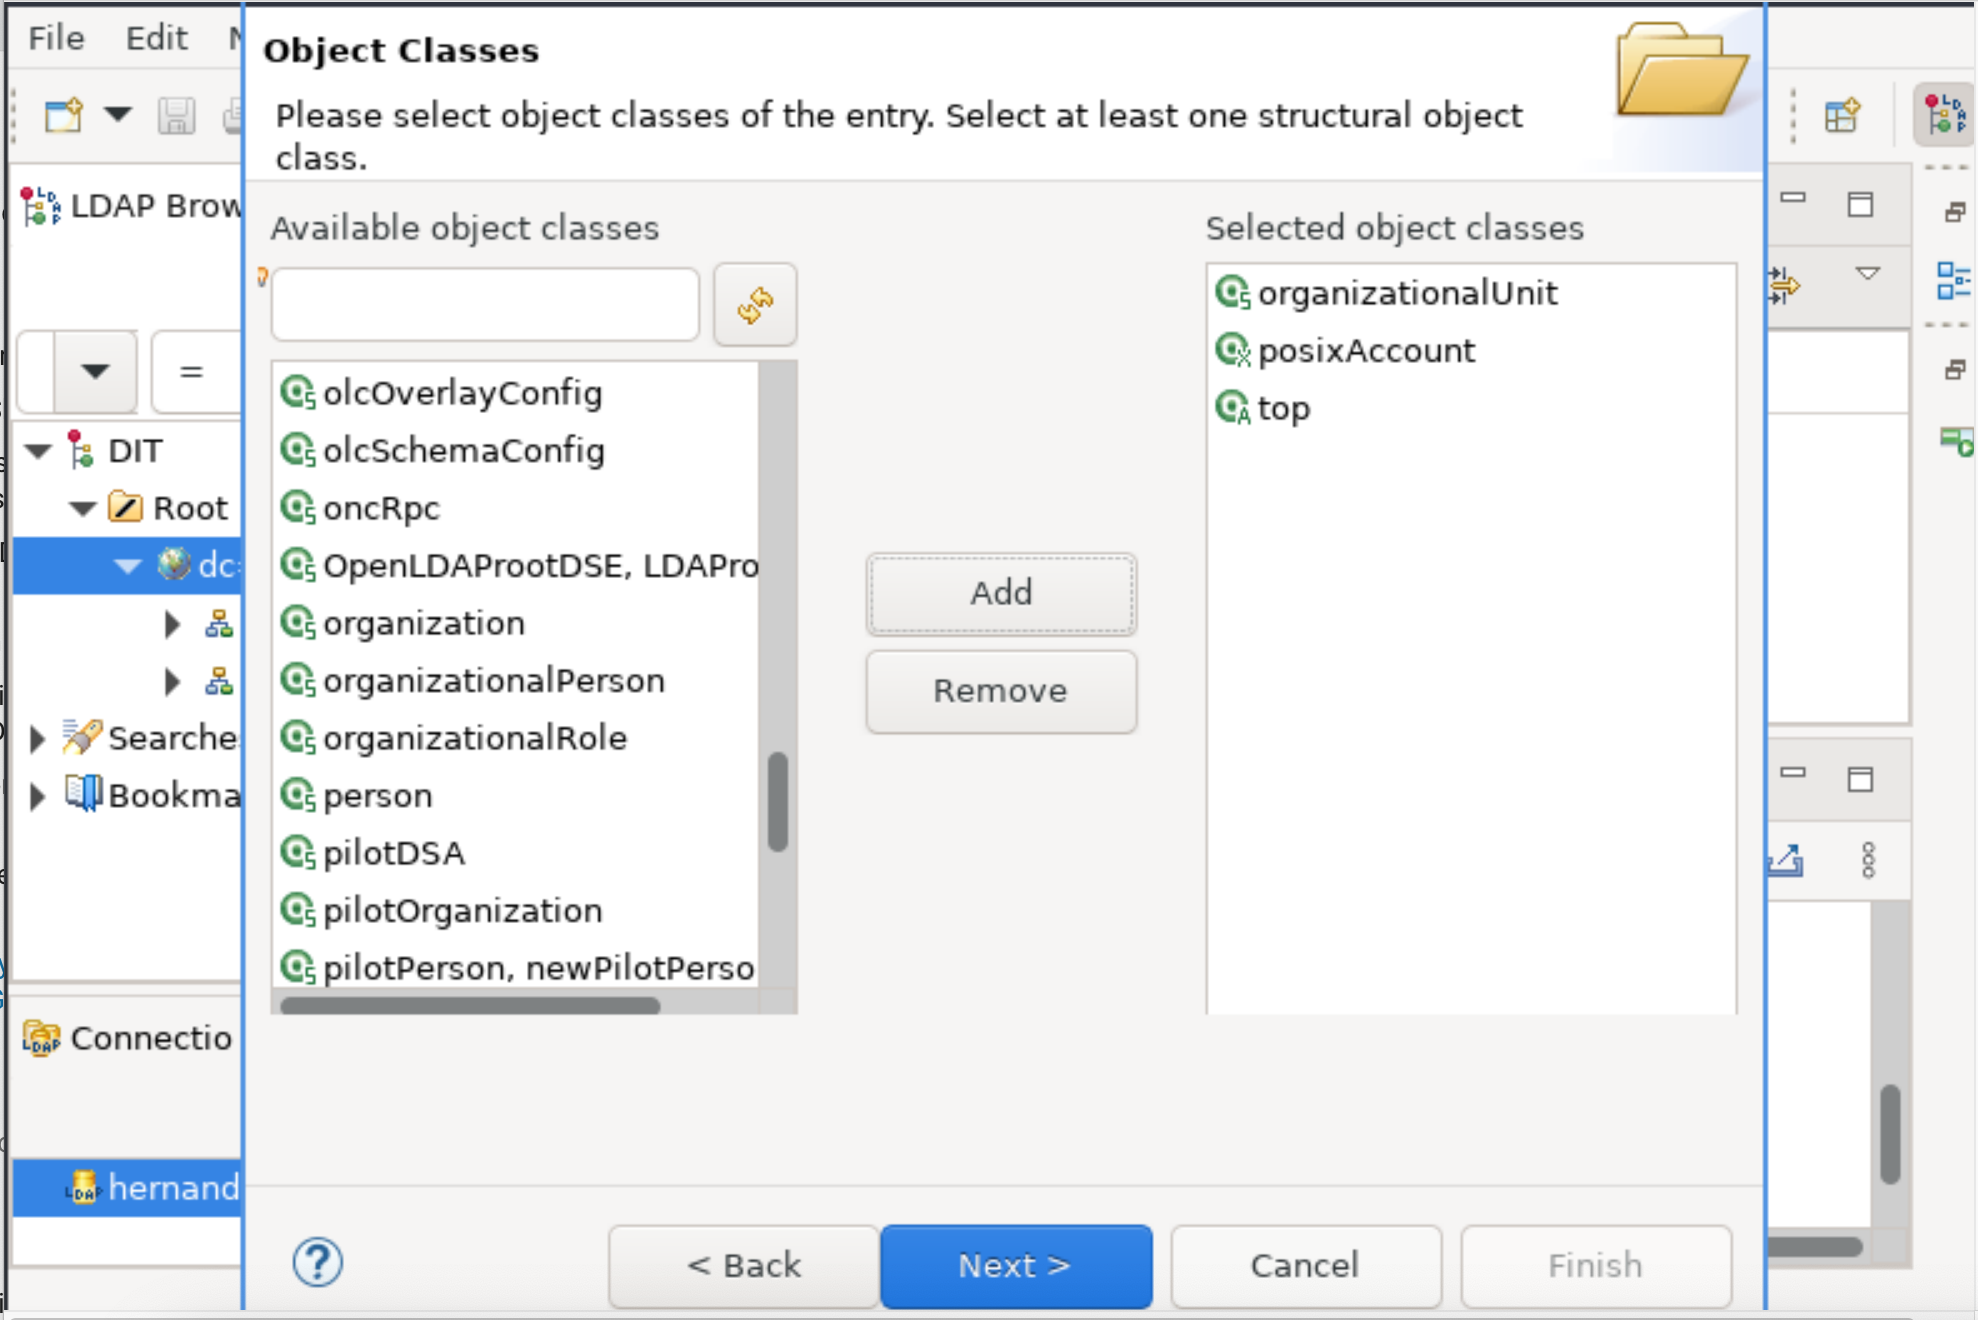 File Edit
Object Classes
Please select object classes of the entry. Select at least one structural object
class.
LDAP Brow
Available object classes
Selected object classes
=
organizationalUnit
posixAccount
top
olcOverlayConfig
olcSchemaConfig
oncRpc
OpenLDAProotDSE, LDAPro
organization
organizationalPerson
organizationalRole
person
pilotDSA
pilotOrganization
pilotPerson, newPilotPerso
Add
Remove
DIT
Root
dc
Searche
Bookma
Connectio
hernand
< Back
Next >
Cancel
Finish